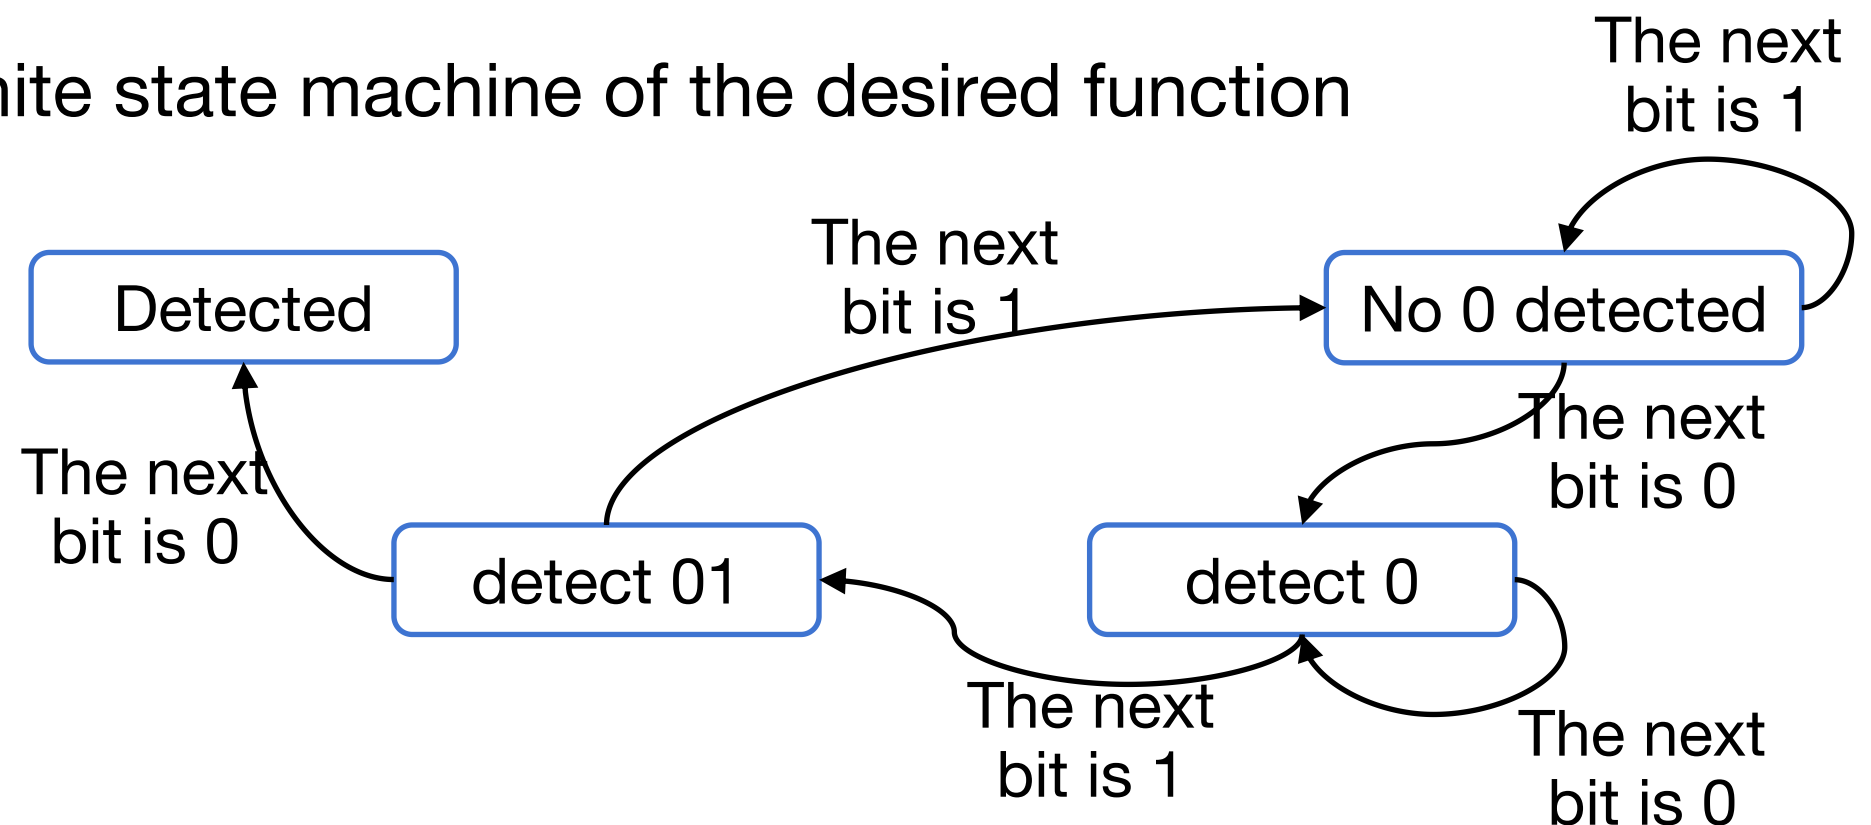 nite state machine of the desired function
The next
bit is 1
The next
bit is 1
Detected
No 0 detected
The next
bit is 0
The next
bit is 0
detect 01
detect 0
The next
bit is 1
The next
bit is 0